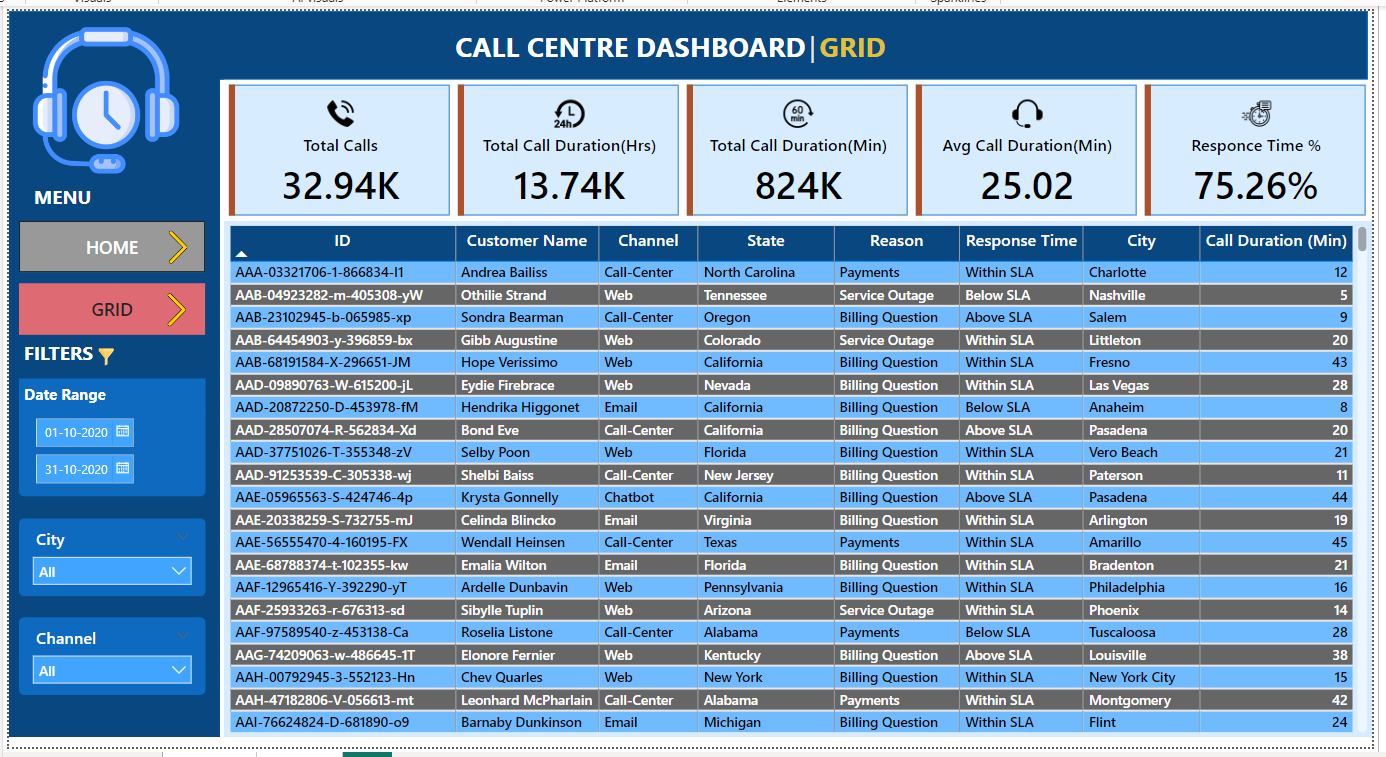 Visuals AI Visuals Power Platform Elements Sparklines
CALL CENTRE DASHBOARD|GRID
Total Calls
32.94K
24h
Total Call Duration(Hrs)
13.74K
60 min
Total Call Duration(Min)
824K
Avg Call Duration(Min)
25.02
Responce Time %
75.26%
MENU
HOME
GRID
FILTERS
Date Range
01-10-2020
31-10-2020
City
All
Channel
All
ID Customer Name Channel State Reason Response Time City Call Duration (Min)
AAA-03321706-1-866834-I1 Andrea Bailiss Call-Center North Carolina Payments Within SLA Charlotte 12
AAB-04923282-m-405308-yW Othilie Strand Web Tennessee Service Outage Below SLA Nashville 5
AAB-23102945-b-065985-xp Sondra Bearman Call-Center Oregon Billing Question Above SLA Salem 9
AAB-64454903-y-396859-bx Gibb Augustine Web Colorado Service Outage Within SLA Littleton 20
AAB-68191584-X-296651-JM Hope Verissimo Web California Billing Question Within SLA Fresno 43
AAD-09890763-W-615200-jL Eydie Firebrace Web Nevada Billing Question Within SLA Las Vegas 28
AAD-20872250-D-453978-fM Hendrika Higgonet Email California Billing Question Below SLA Anaheim 8
AAD-28507074-R-562834-Xd Bond Eve Call-Center California Billing Question Above SLA Pasadena 20
AAD-37751026-T-355348-zV Selby Poon Web Florida Billing Question Within SLA Vero Beach 21
AAD-91253539-C-305338-wj Shelbi Baiss Call-Center New Jersey Billing Question Within SLA Paterson 11
AAE-05965563-S-424746-4p Krysta Gonnelly Chatbot California Billing Question Above SLA Pasadena 44
AAE-20338259-S-732755-mJ Celinda Blincko Email Virginia Billing Question Within SLA Arlington 19
AAE-56555470-4-160195-FX Wendall Heinsen Call-Center Texas Payments Within SLA Amarillo 45
AAE-68788374-t-102355-kw Emalia Wilton Email Florida Billing Question Within SLA Bradenton 21
AAF-12965416-Y-392290-yT Ardelle Dunbavin Web Pennsylvania Billing Question Within SLA Philadelphia 16
AAF-25933263-r-676313-sd Sibylle Tuplin Web Arizona Service Outage Within SLA Phoenix 14
AAF-97589540-z-453138-Ca Roselia Listone Call-Center Alabama Payments Below SLA Tuscaloosa 28
AAG-74209063-w-486645-1T Elonore Fernier Web Kentucky Billing Question Above SLA Louisville 38
AAH-00792945-3-552123-Hn Chev Quarles Web New York Billing Question Within SLA New York City 15
AAH-47182806-V-056613-mt Leonhard McPharlain Call-Center Alabama Payments Within SLA Montgomery 42
AAI-76624824-D-681890-o9 Barnaby Dunkinson Email Michigan Billing Question Within SLA Flint 24